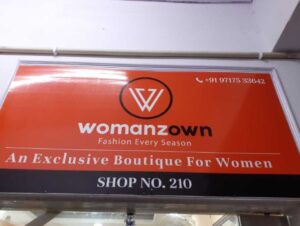 +91 97175 33642
W
womanzown
Fashion Every Season
An Exclusive Boutique For Women
SHOP NO. 210